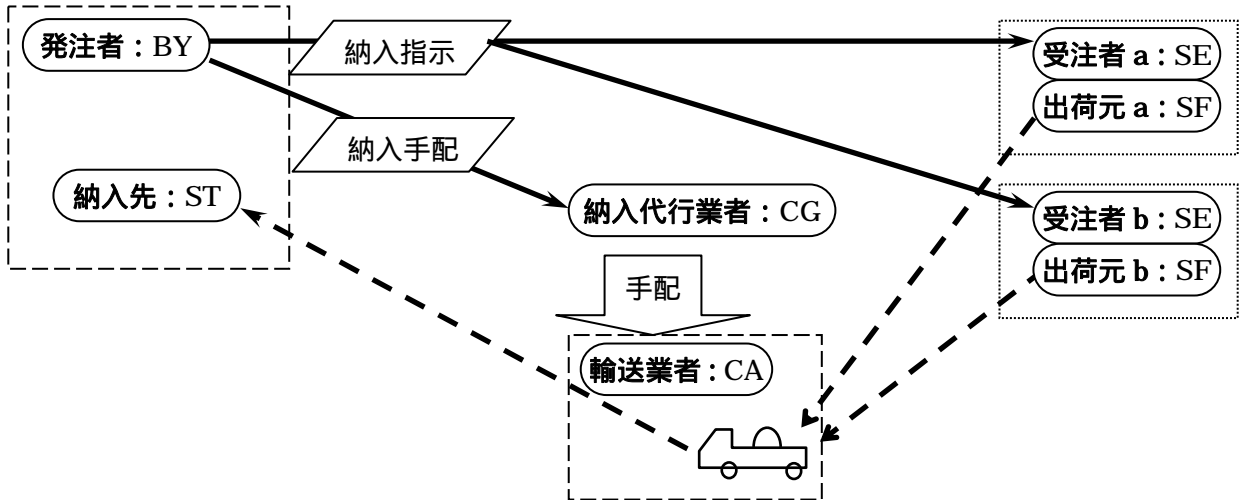 発注者：BY
納入指示
受注者 a：SE
出荷元 a：SF
納入手配
納入先：ST
納入代行業者：CG
受注者 b：SE
出荷元 b：SF
手配
輸送業者：CA